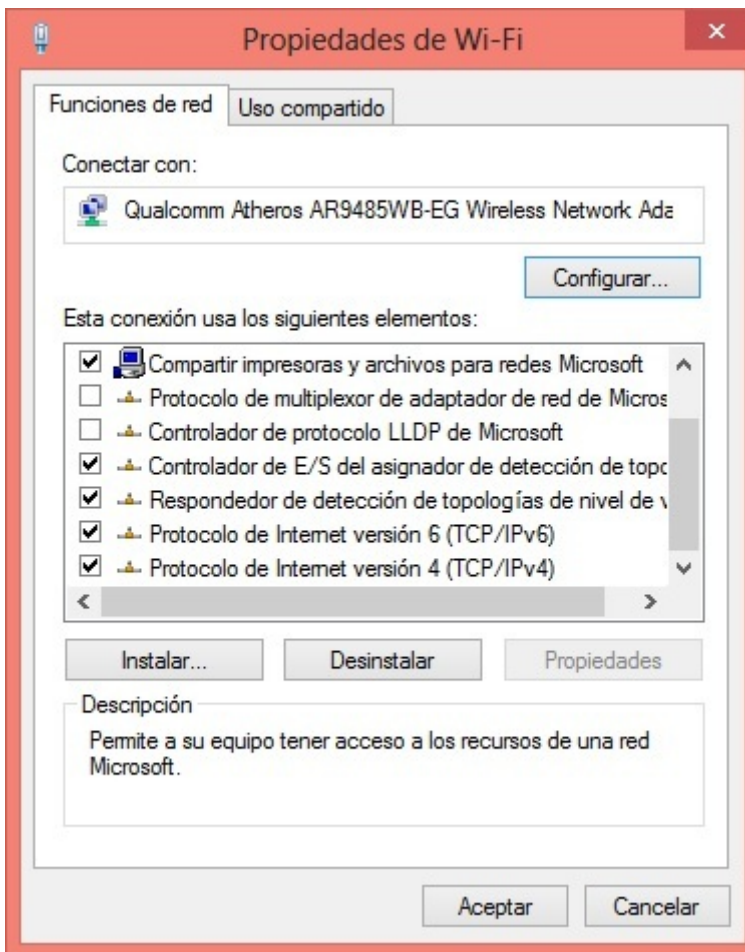 Propiedades de Wi-Fi
Funciones de red
Uso compartido
Conectar con:
Qualcomm Atheros AR9485WB-EG Wireless Network Ada
Configurar...
Esta conexión usa los siguientes elementos:
Compartir impresoras y archivos para redes Microsoft
Protocolo de multiplexor de adaptador de red de Micros
Controlador de protocolo LLDP de Microsoft
Controlador de E/S del asignador de detección de topo
Respondedor de detección de topologías de nivel de v
Protocolo de Internet versión 6 (TCP/IPv6)
Protocolo de Internet versión 4 (TCP/IPv4)
Instalar...
Desinstalar
Propiedades
Descripción
Permite a su equipo tener acceso a los recursos de una red
Microsoft.
Aceptar
Cancelar